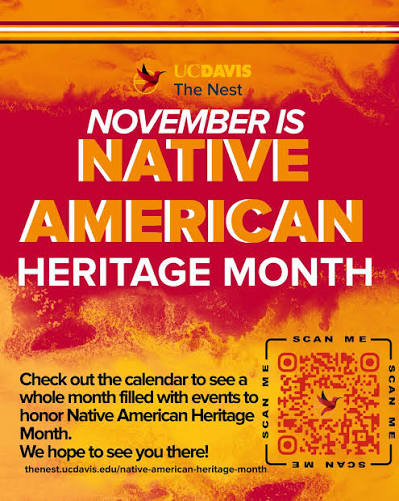 UCDAVIS
The Nest
NOVEMBER IS
NATIVE
AMERICAN
HERITAGE MONTH
Check out the calendar to see a
whole month filled with events to
honor Native American Heritage
Month.
We hope to see you there!
thenest.ucdavis.edu/native-american-heritage-month
SCAN ME
SCAN ME
SCAN ME
SCAN ME